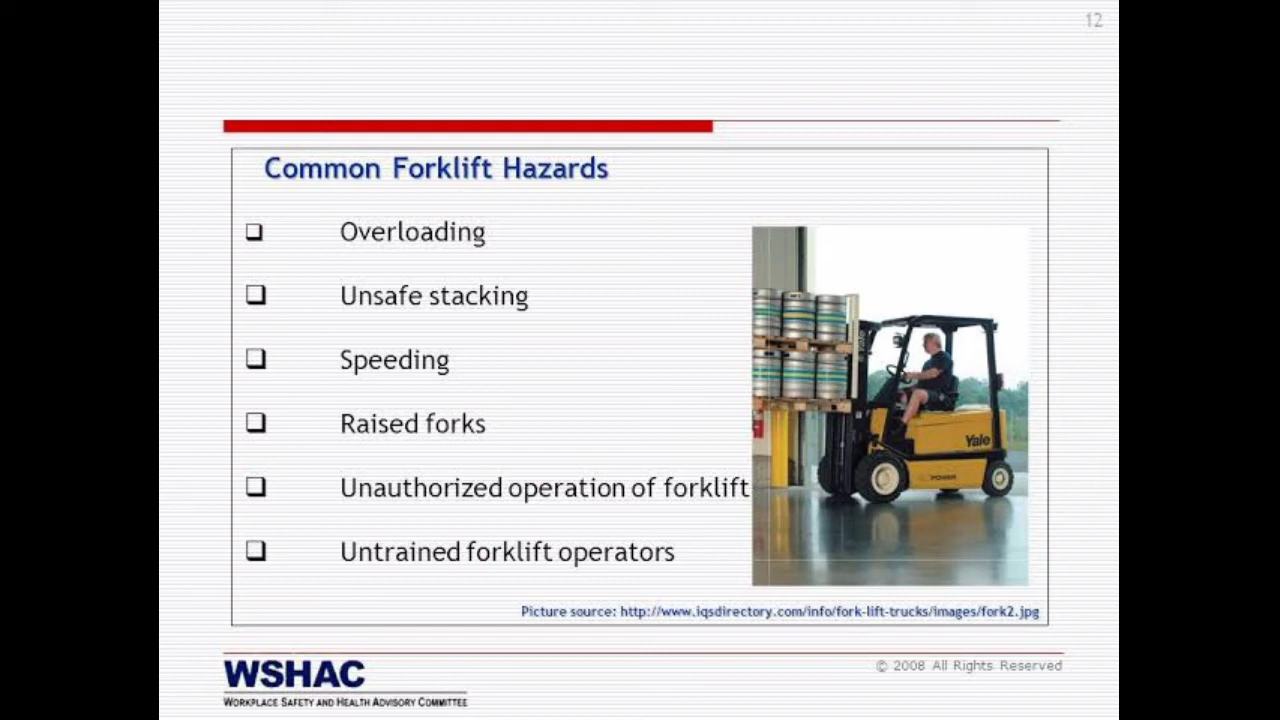 12
Common Forklift Hazards
Overloading
Unsafe stacking
Speeding
Raised forks
Unauthorized operation of forklift
Untrained forklift operators
Yale
POWER
Picture source: http://www.iqsdirectory.com/info/fork-lift-trucks/images/fork2.jpg
© 2008 All Rights Reserved
WSHAC
WORKPLACE SAFETY AND HEALTH ADVISORY COMMITTEE